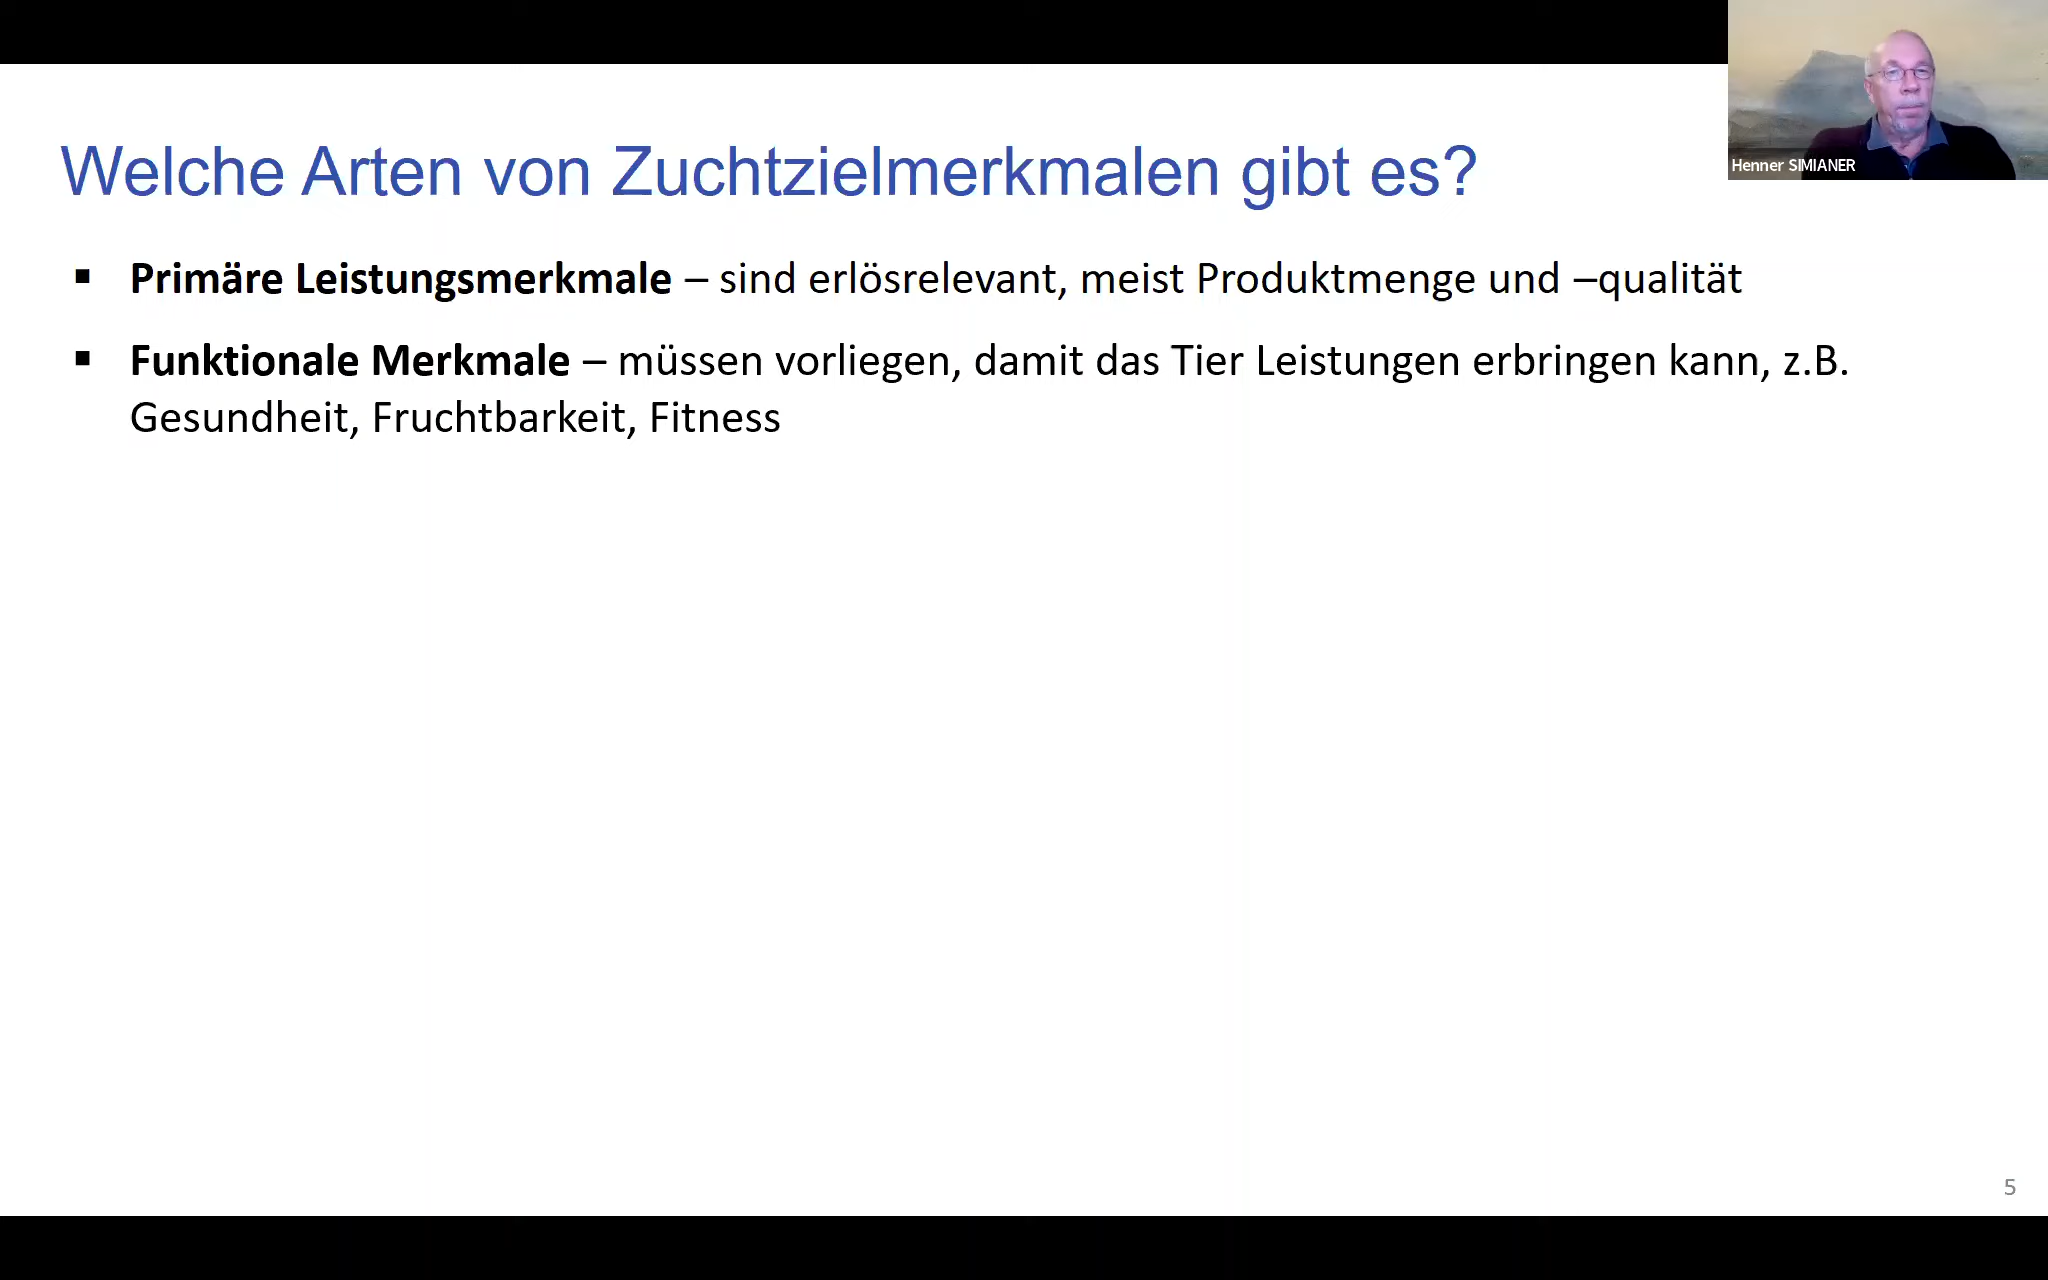 Welche Arten von Zuchtzielmerkmalen gibt es?
Henner SIMIANER
▪ Primäre Leistungsmerkmale – sind erlösrelevant, meist Produktmenge und –qualität
▪ Funktionale Merkmale – müssen vorliegen, damit das Tier Leistungen erbringen kann, z.B.
Gesundheit, Fruchtbarkeit, Fitness
5